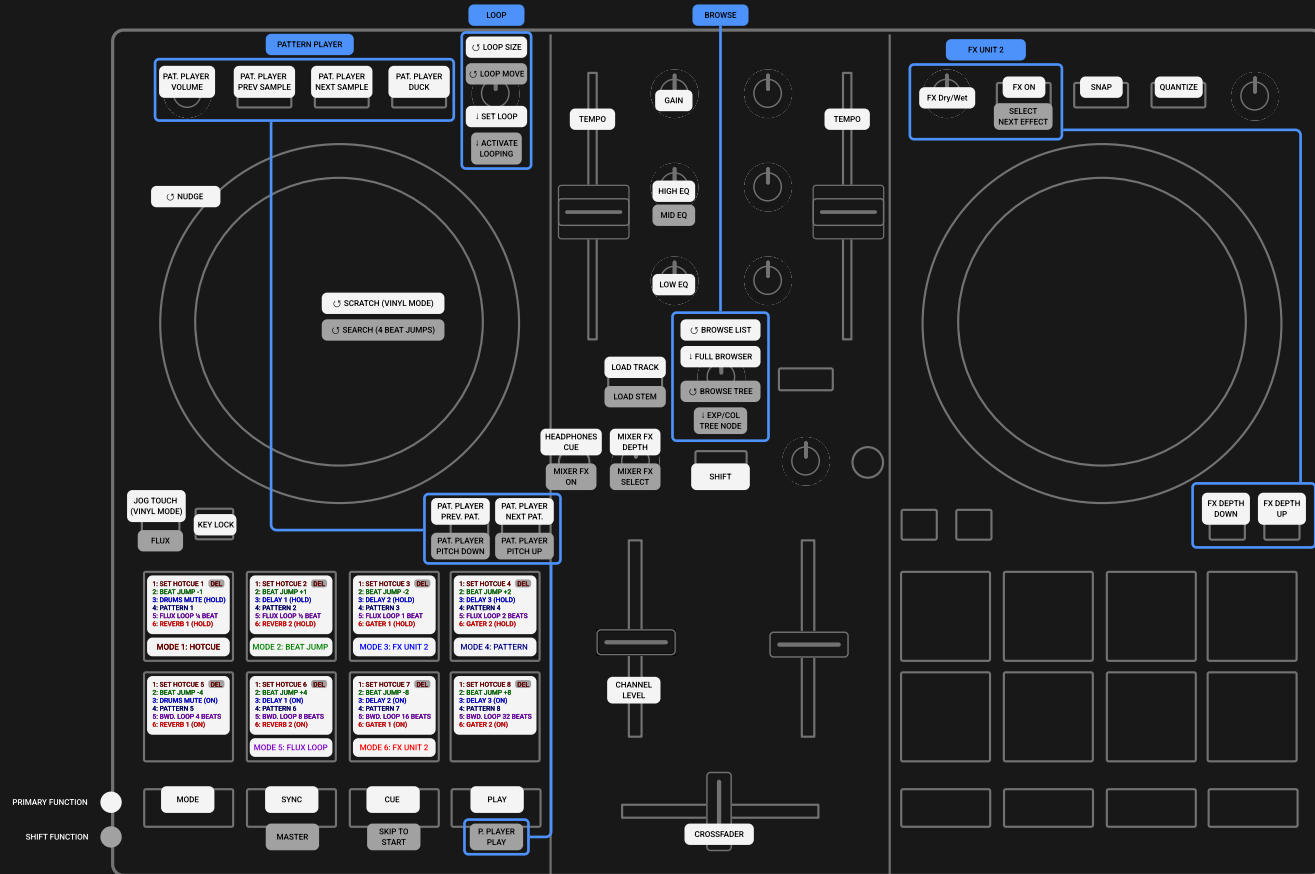 LOOP
BROWSE
PATTERN PLAYER
FX UNIT 2
PAT. PLAYER
VOLUME
PAT. PLAYER
PREV SAMPLE
PAT. PLAYER
NEXT SAMPLE
PAT. PLAYER
DUCK
↺ LOOP SIZE
↺ LOOP MOVE
↓ SET LOOP
↓ ACTIVATE
LOOPING
TEMPO
GAIN
HIGH EQ
MID EQ
LOW EQ
TEMPO
FX Dry/Wet
FX ON
SELECT
NEXT EFFECT
SNAP
QUANTIZE
↺ NUDGE
↺ SCRATCH (VINYL MODE)
↺ SEARCH (4 BEAT JUMPS)
↺ BROWSE LIST
↓ FULL BROWSER
↺ BROWSE TREE
↓ EXP/COL
TREE NODE
LOAD TRACK
LOAD STEM
HEADPHONES
CUE
MIXER FX
ON
MIXER FX
DEPTH
MIXER FX
SELECT
SHIFT
JOG TOUCH
(VINYL MODE)
FLUX
KEY LOCK
PAT. PLAYER
PREV. PAT.
PAT. PLAYER
NEXT PAT.
PAT. PLAYER
PITCH DOWN
PAT. PLAYER
PITCH UP
FX DEPTH
DOWN
FX DEPTH
UP
1: SET HOTCUE 1 DEL
2: BEAT JUMP -1
3: DRUMS MUTE (HOLD)
4: PATTERN 1
5: FLUX LOOP ¼ BEAT
6: REVERB 1 (HOLD)
MODE 1: HOTCUE
1: SET HOTCUE 2 DEL
2: BEAT JUMP +1
3: DELAY 1 (HOLD)
4: PATTERN 2
5: FLUX LOOP ½ BEAT
6: REVERB 2 (HOLD)
MODE 2: BEAT JUMP
1: SET HOTCUE 3 DEL
2: BEAT JUMP -2
3: DELAY 2 (HOLD)
4: PATTERN 3
5: FLUX LOOP 1 BEAT
6: GATER 1 (HOLD)
MODE 3: FX UNIT 2
1: SET HOTCUE 4 DEL
2: BEAT JUMP +2
3: DELAY 3 (HOLD)
4: PATTERN 4
5: FLUX LOOP 2 BEATS
6: GATER 2 (HOLD)
MODE 4: PATTERN
1: SET HOTCUE 5 DEL
2: BEAT JUMP -4
3: DRUMS MUTE (ON)
4: PATTERN 5
5: BWD. LOOP 4 BEATS
6: REVERB 1 (ON)
1: SET HOTCUE 6 DEL
2: BEAT JUMP +4
3: DELAY 1 (ON)
4: PATTERN 6
5: BWD. LOOP 8 BEATS
6: REVERB 2 (ON)
MODE 5: FLUX LOOP
1: SET HOTCUE 7 DEL
2: BEAT JUMP -8
3: DELAY 2 (ON)
4: PATTERN 7
5: BWD. LOOP 16 BEATS
6: GATER 1 (ON)
MODE 6: FX UNIT 2
1: SET HOTCUE 8 DEL
2: BEAT JUMP +8
3: DELAY 3 (ON)
4: PATTERN 8
5: BWD. LOOP 32 BEATS
6: GATER 2 (ON)
CHANNEL
LEVEL
CROSSFADER
PRIMARY FUNCTION
SHIFT FUNCTION
MODE
SYNC
MASTER
CUE
SKIP TO
START
PLAY
P. PLAYER
PLAY